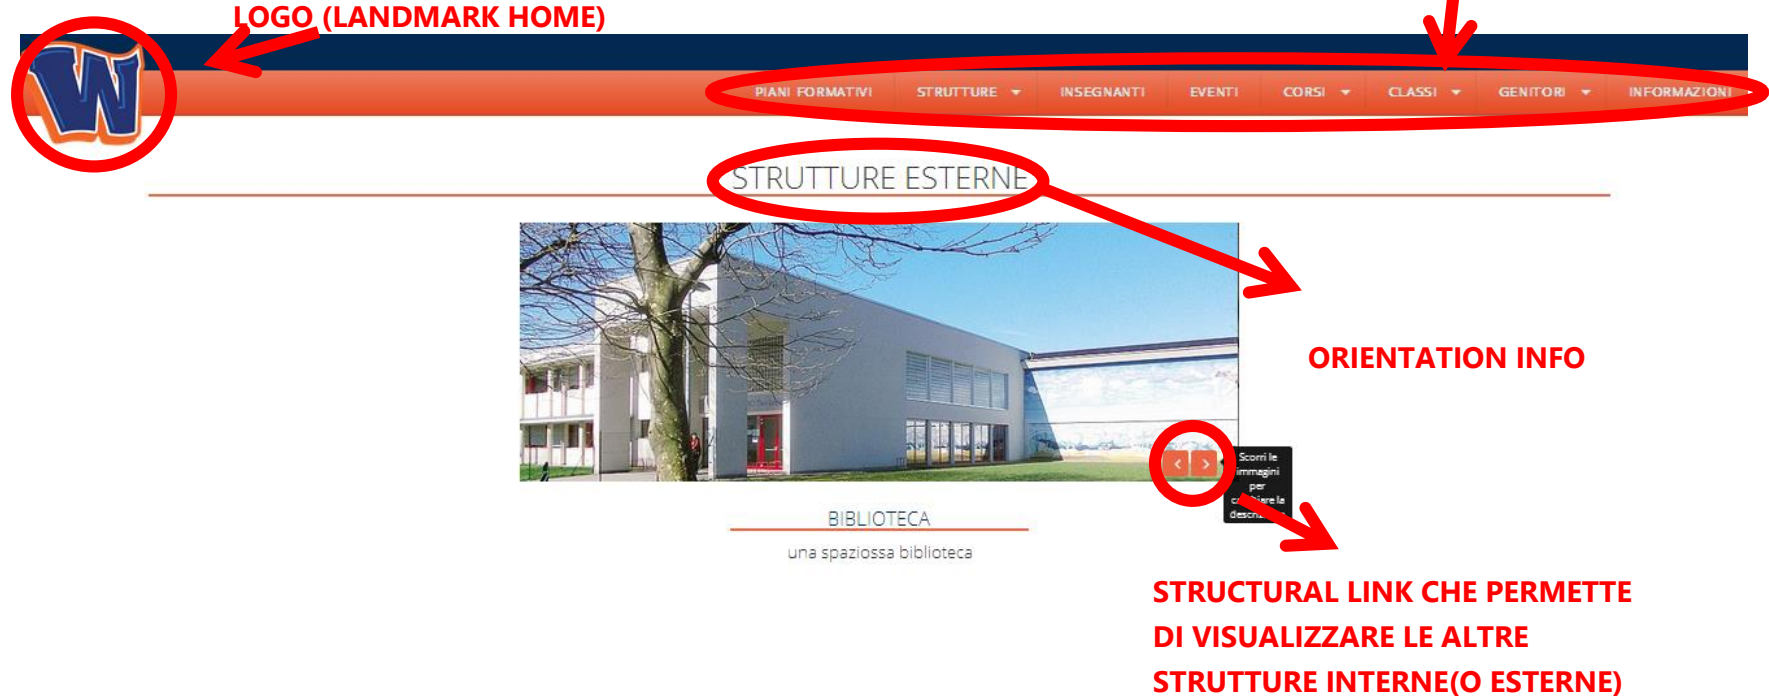 LOGO (LANDMARK HOME)
W
PIANI FORMATIVI STRUTTURE INSEGNANTI EVENTI CORSI CLASSI GENITORI INFORMAZIONI
STRUTTURE ESTERNE
ORIENTATION INFO
Scorri le
immagini
per
la
BIBLIOTECA
una spaziossa biblioteca
STRUCTURAL LINK CHE PERMETTE
DI VISUALIZZARE LE ALTRE
STRUTTURE INTERNE(O ESTERNE)